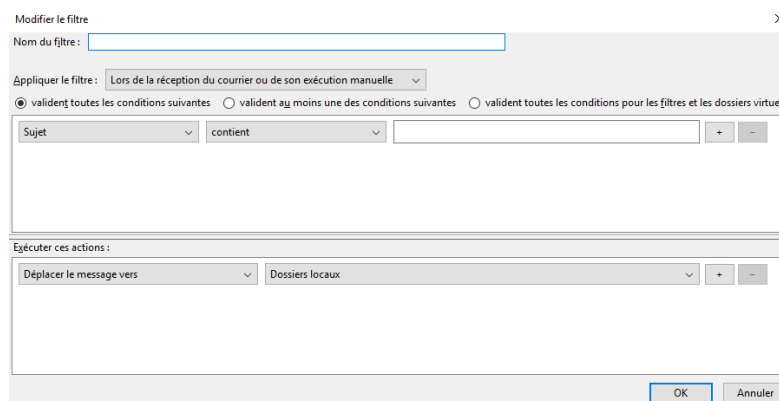 Modifier le filtre
Nom du filtre :
Appliquer le filtre : Lors de la réception du courrier ou de son exécution manuelle
valident toutes les conditions suivantes valident au moins une des conditions suivantes valident toutes les conditions pour les filtres et les dossiers virtue
Sujet contient + −
Exécuter ces actions :
Déplacer le message vers Dossiers locaux + −
OK Annuler